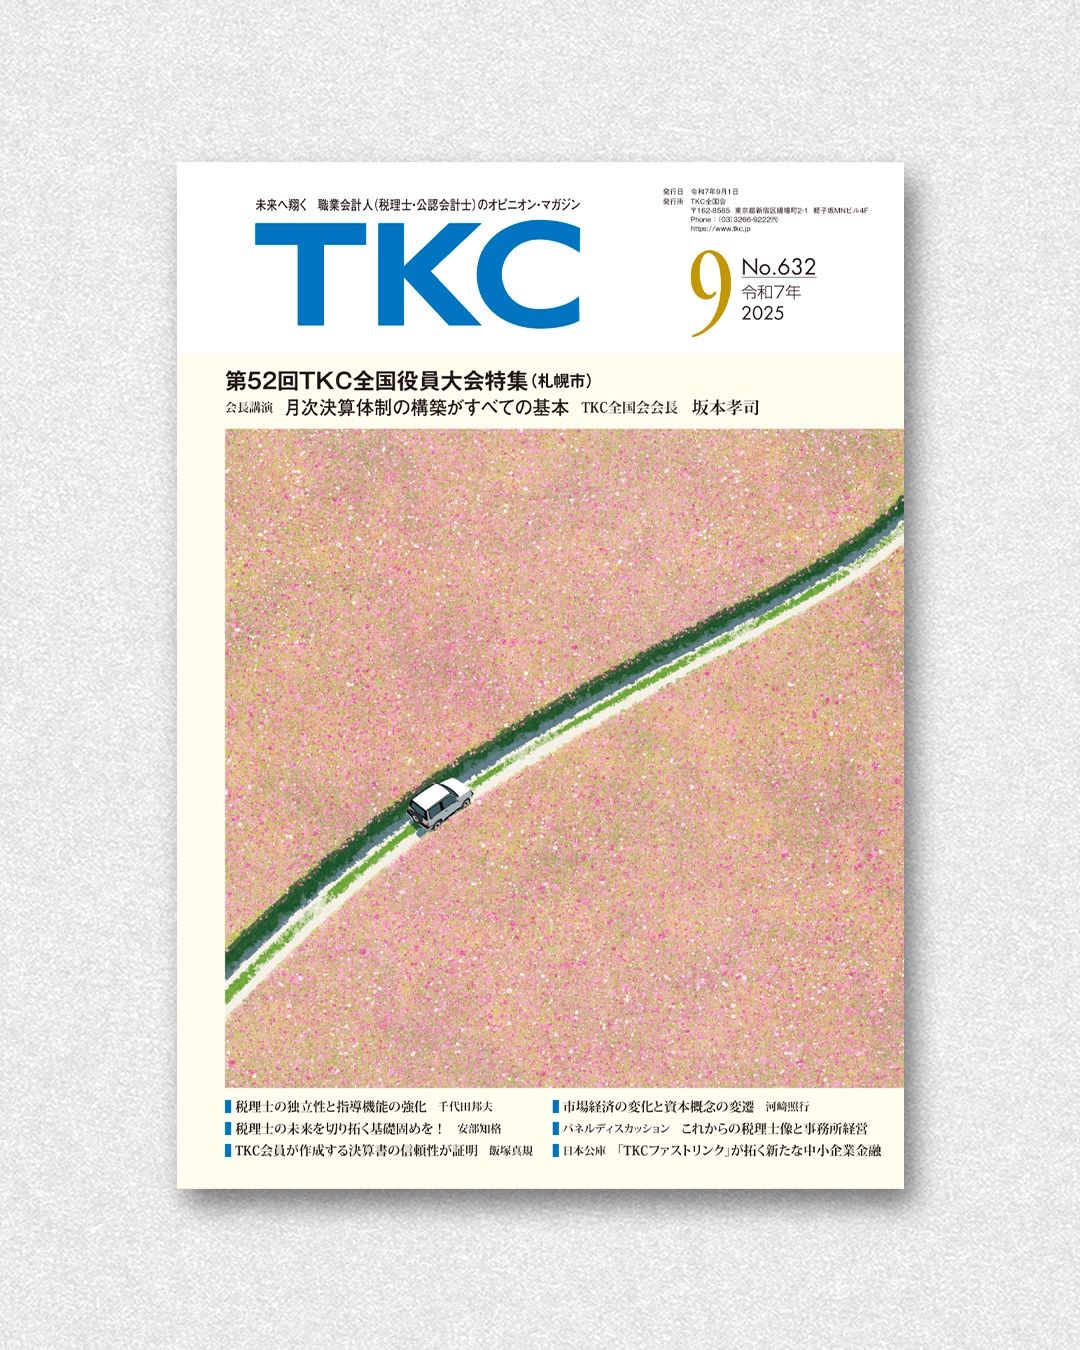 未来へ翔く 職業会計人(税理士・公認会計士)のオピニオン・マガジン
TKC
発行日 令和7年9月1日
発行所 TKC全国会
〒162-8585 東京都新宿区揚場町2-1 軽子坂MNビル4F
Phone:(03)3266-9222㈹
https://www.tkc.jp
9
No.632
令和7年
2025
第52回TKC全国役員大会特集(札幌市)
会長講演 月次決算体制の構築がすべての基本 TKC全国会会長 坂本孝司
税理士の独立性と指導機能の強化 千代田邦夫
税理士の未来を切り拓く基礎固めを! 安部知格
TKC会員が作成する決算書の信頼性が証明 飯塚真規
市場経済の変化と資本概念の変遷 河﨑照行
パネルディスカッション これからの税理士像と事務所経営
日本公庫 「TKCファストリンク」が拓く新たな中小企業金融